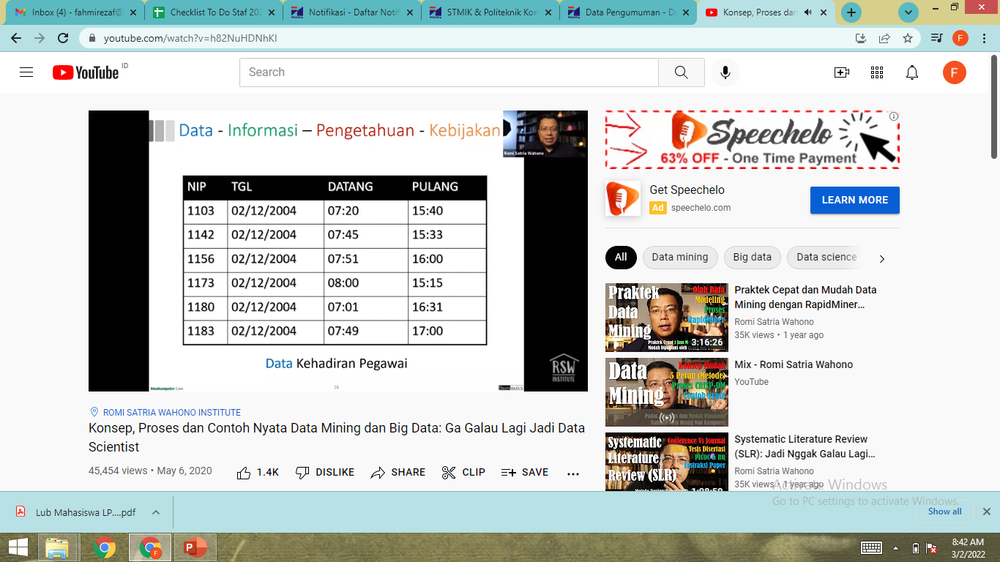 Inbox (4) - fahmirezaf@
Checklist To Do Staf 202
Notifikasi - Daftar Notif
STMIK & Politeknik Kon
Data Pengumuman - D
Konsep, Proses dan
youtube.com/watch?v=h82NuHDNhKI
F
YouTube ID
Search
F
Data - Informasi – Pengetahuan - Kebijakan
Romi Satria Wahono
NIP TGL DATANG PULANG
1103 02/12/2004 07:20 15:40
1142 02/12/2004 07:45 15:33
1156 02/12/2004 07:51 16:00
1173 02/12/2004 08:00 15:15
1180 02/12/2004 07:01 16:31
1183 02/12/2004 07:49 17:00
Data Kehadiran Pegawai
RSW
INSTITUTE
16
ROMI SATRIA WAHONO INSTITUTE
Konsep, Proses dan Contoh Nyata Data Mining dan Big Data: Ga Galau Lagi Jadi Data
Scientist
45,454 views • May 6, 2020
1.4K DISLIKE SHARE CLIP SAVE
Speechelo
63% OFF - One Time Payment
Get Speechelo
Ad speechelo.com
LEARN MORE
All Data mining Big data Data science
Praktek
Data
Mining
Olah Data
Modeling
Proses
RapidMiner
3:16:26
Praktek Cepat dan Mudah Data
Mining dengan RapidMiner...
Romi Satria Wahono
35K views • 1 year ago
Data
Mining
Konsep Mudah
5 Peran (Metode)
Proses CRISP-DM
Contoh Nyata
Mix - Romi Satria Wahono
YouTube
Systematic
Literature
Review (SLR)
Conference Vs Journal
Bab 2 Tesis Disertasi
PICOC RQ
Ekstraksi Paper
Systematic Literature Review
(SLR): Jadi Nggak Galau Lagi...
Romi Satria Wahono
35K views • 1 year ago
Activate Windows
Go to PC settings to activate Windows.
Lub Mahasiswa LP....pdf
Show all
8:42 AM
3/2/2022